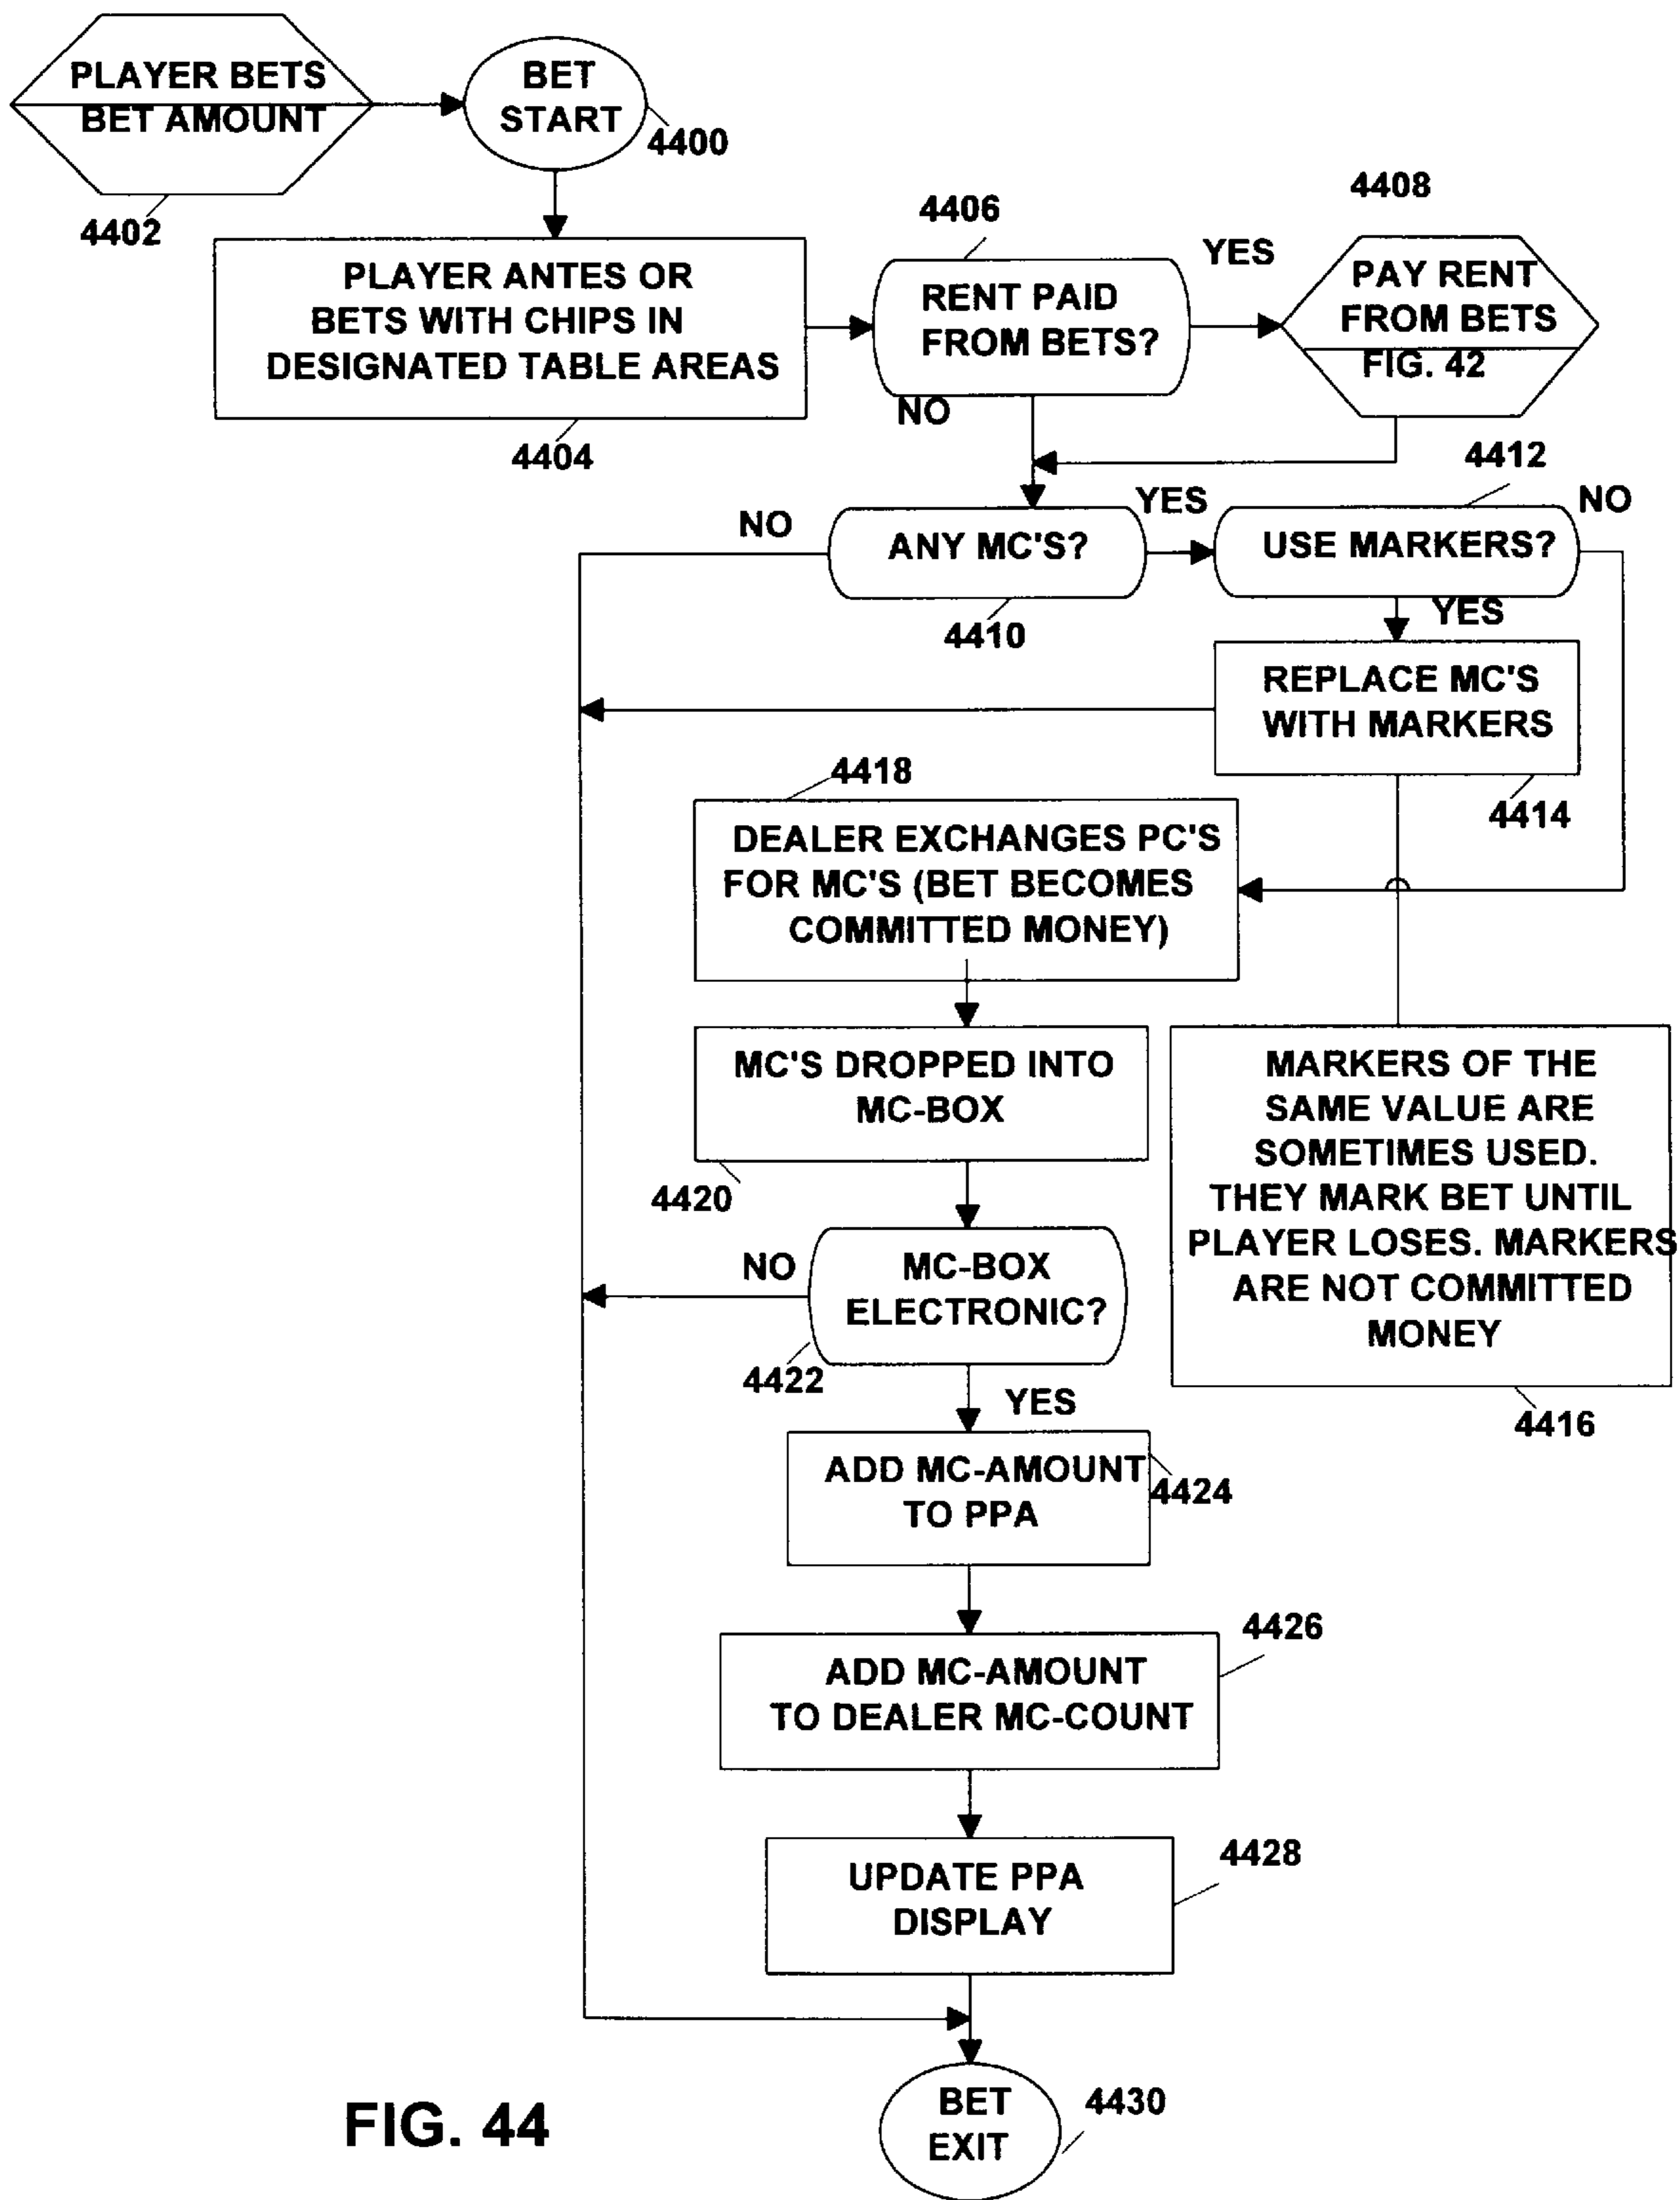 PLAYER BETS
BET AMOUNT
4402
BET
START
4400
PLAYER ANTES OR
BETS WITH CHIPS IN
DESIGNATED TABLE AREAS
4404
4406
RENT PAID
FROM BETS?
YES
NO
4408
PAY RENT
FROM BETS
FIG. 42
NO
ANY MC'S?
4410
YES
4412
USE MARKERS?
NO
YES
REPLACE MC'S
WITH MARKERS
4414
4418
DEALER EXCHANGES PC'S
FOR MC'S (BET BECOMES
COMMITTED MONEY)
MC'S DROPPED INTO
MC-BOX
4420
MARKERS OF THE
SAME VALUE ARE
SOMETIMES USED.
THEY MARK BET UNTIL
PLAYER LOSES. MARKERS
ARE NOT COMMITTED
MONEY
4416
NO
MC-BOX
ELECTRONIC?
4422
YES
ADD MC-AMOUNT
TO PPA
4424
4426
ADD MC-AMOUNT
TO DEALER MC-COUNT
4428
UPDATE PPA
DISPLAY
BET
EXIT
4430
FIG. 44